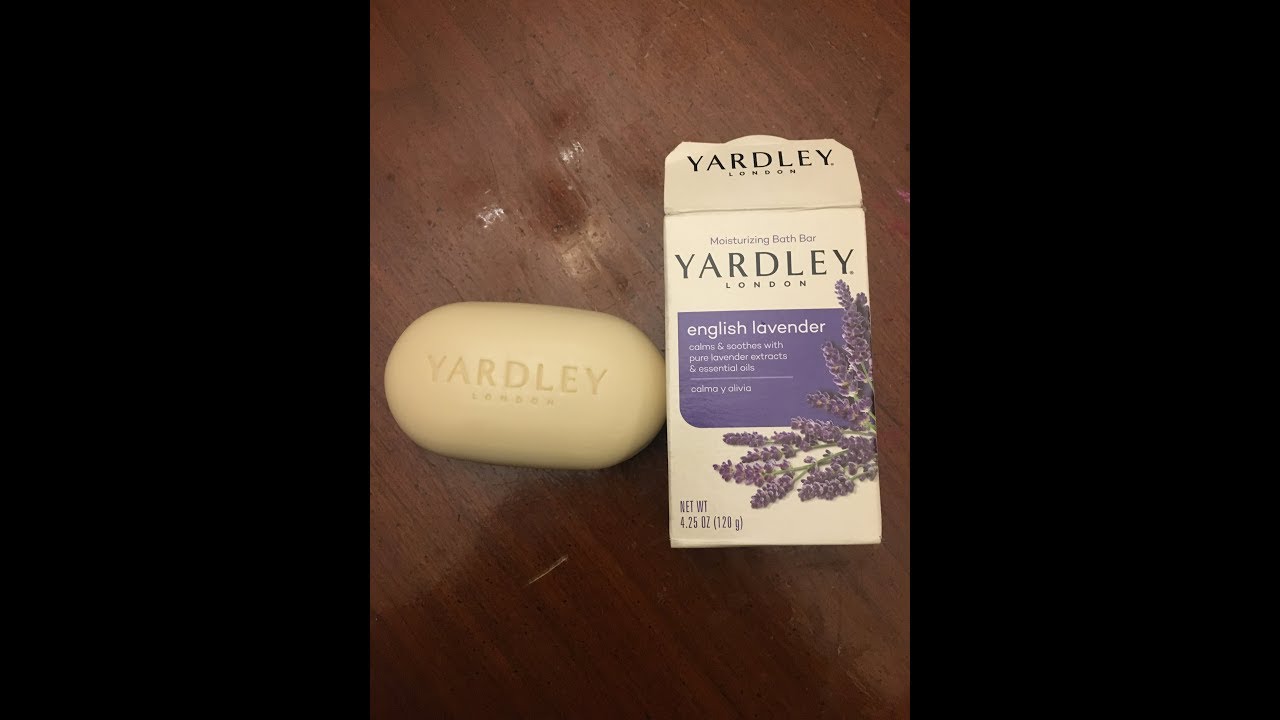 YARDLEY
LONDON
YARDLEY®
LONDON
Moisturizing Bath Bar
YARDLEY®
LONDON
english lavender
calms & soothes with
pure lavender extracts
& essential oils
calma y alivia
NET WT
4.25 OZ (120 g)